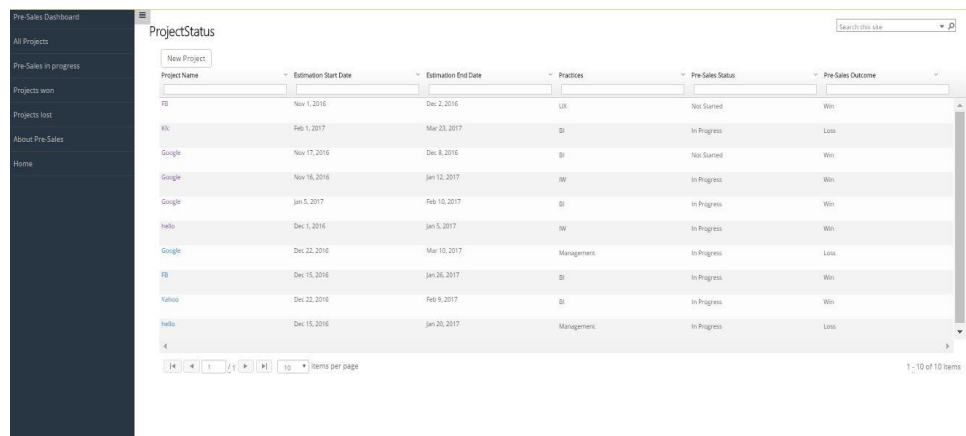 Pre-Sales Dashboard
All Projects
Pre-Sales in progress
Projects won
Projects lost
About Pre-Sales
Home
ProjectStatus
Search this site
New Project
Project Name Estimation Start Date Estimation End Date Practices Pre-Sales Status Pre-Sales Outcome
FB Nov 1, 2016 Dec 2, 2016 UX Not Started Win
Kfc Feb 1, 2017 Mar 23, 2017 BI In Progress Loss
Google Nov 17, 2016 Dec 8, 2016 BI Not Started Win
Google Nov 16, 2016 Jan 12, 2017 IW In Progress Win
Google Jan 5, 2017 Feb 10, 2017 BI In Progress Win
hello Dec 1, 2016 Jan 5, 2017 IW In Progress Win
Google Dec 22, 2016 Mar 10, 2017 Management In Progress Loss
FB Dec 15, 2016 Jan 26, 2017 BI In Progress Win
Yahoo Dec 22, 2016 Feb 9, 2017 BI In Progress Win
hello Dec 15, 2016 Jan 20, 2017 Management In Progress Loss
1 / 1 10 items per page 1 - 10 of 10 items